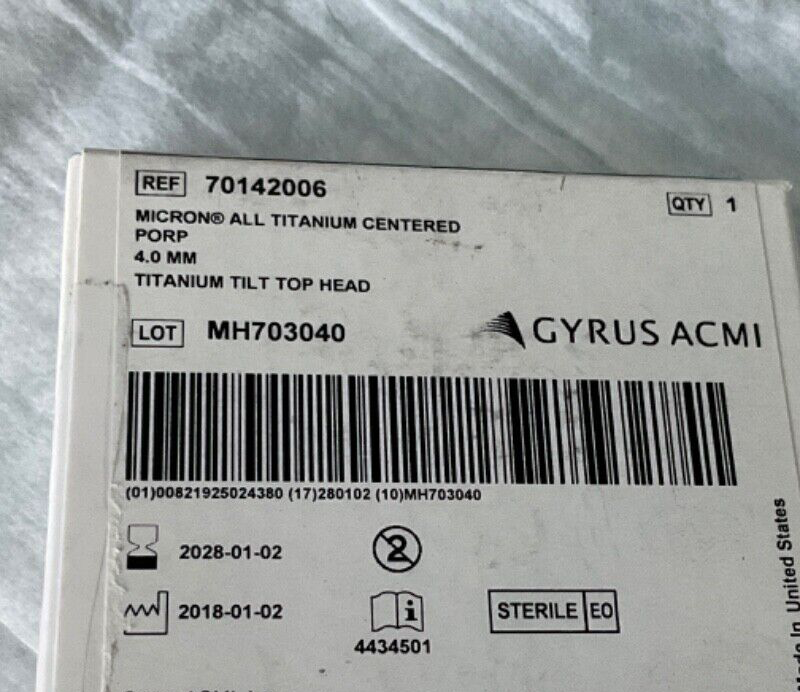 REF 70142006
QTY 1
MICRON® ALL TITANIUM CENTERED
PORP
4.0 MM
TITANIUM TILT TOP HEAD
LOT MH703040
GYRUS ACMI
(01)00821925024380 (17)280102 (10)MH703040
2028-01-02
2
2018-01-02
i
4434501
STERILE EO
Made In United States